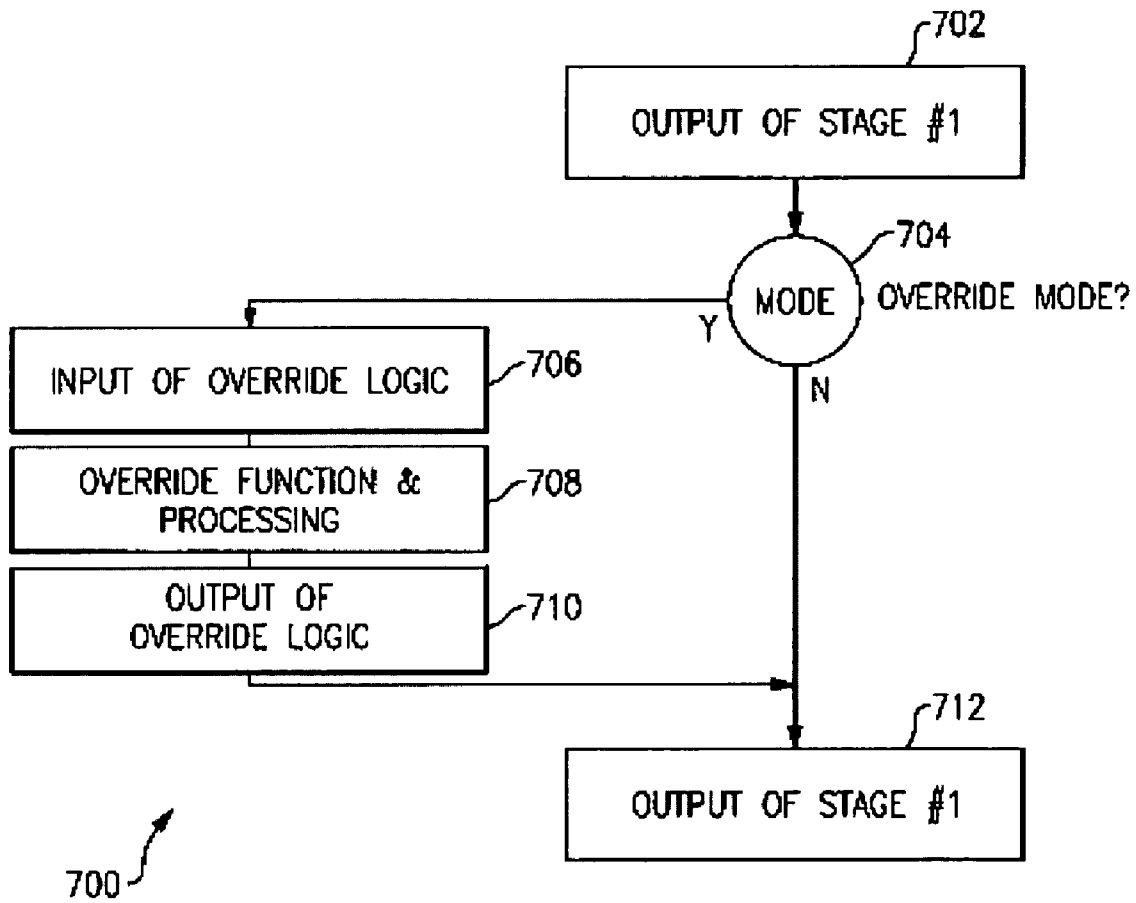 702
OUTPUT OF STAGE #1
704
MODE
OVERRIDE MODE?
Y
N
INPUT OF OVERRIDE LOGIC
706
OVERRIDE FUNCTION &
PROCESSING
708
OUTPUT OF
OVERRIDE LOGIC
710
712
OUTPUT OF STAGE #1
700